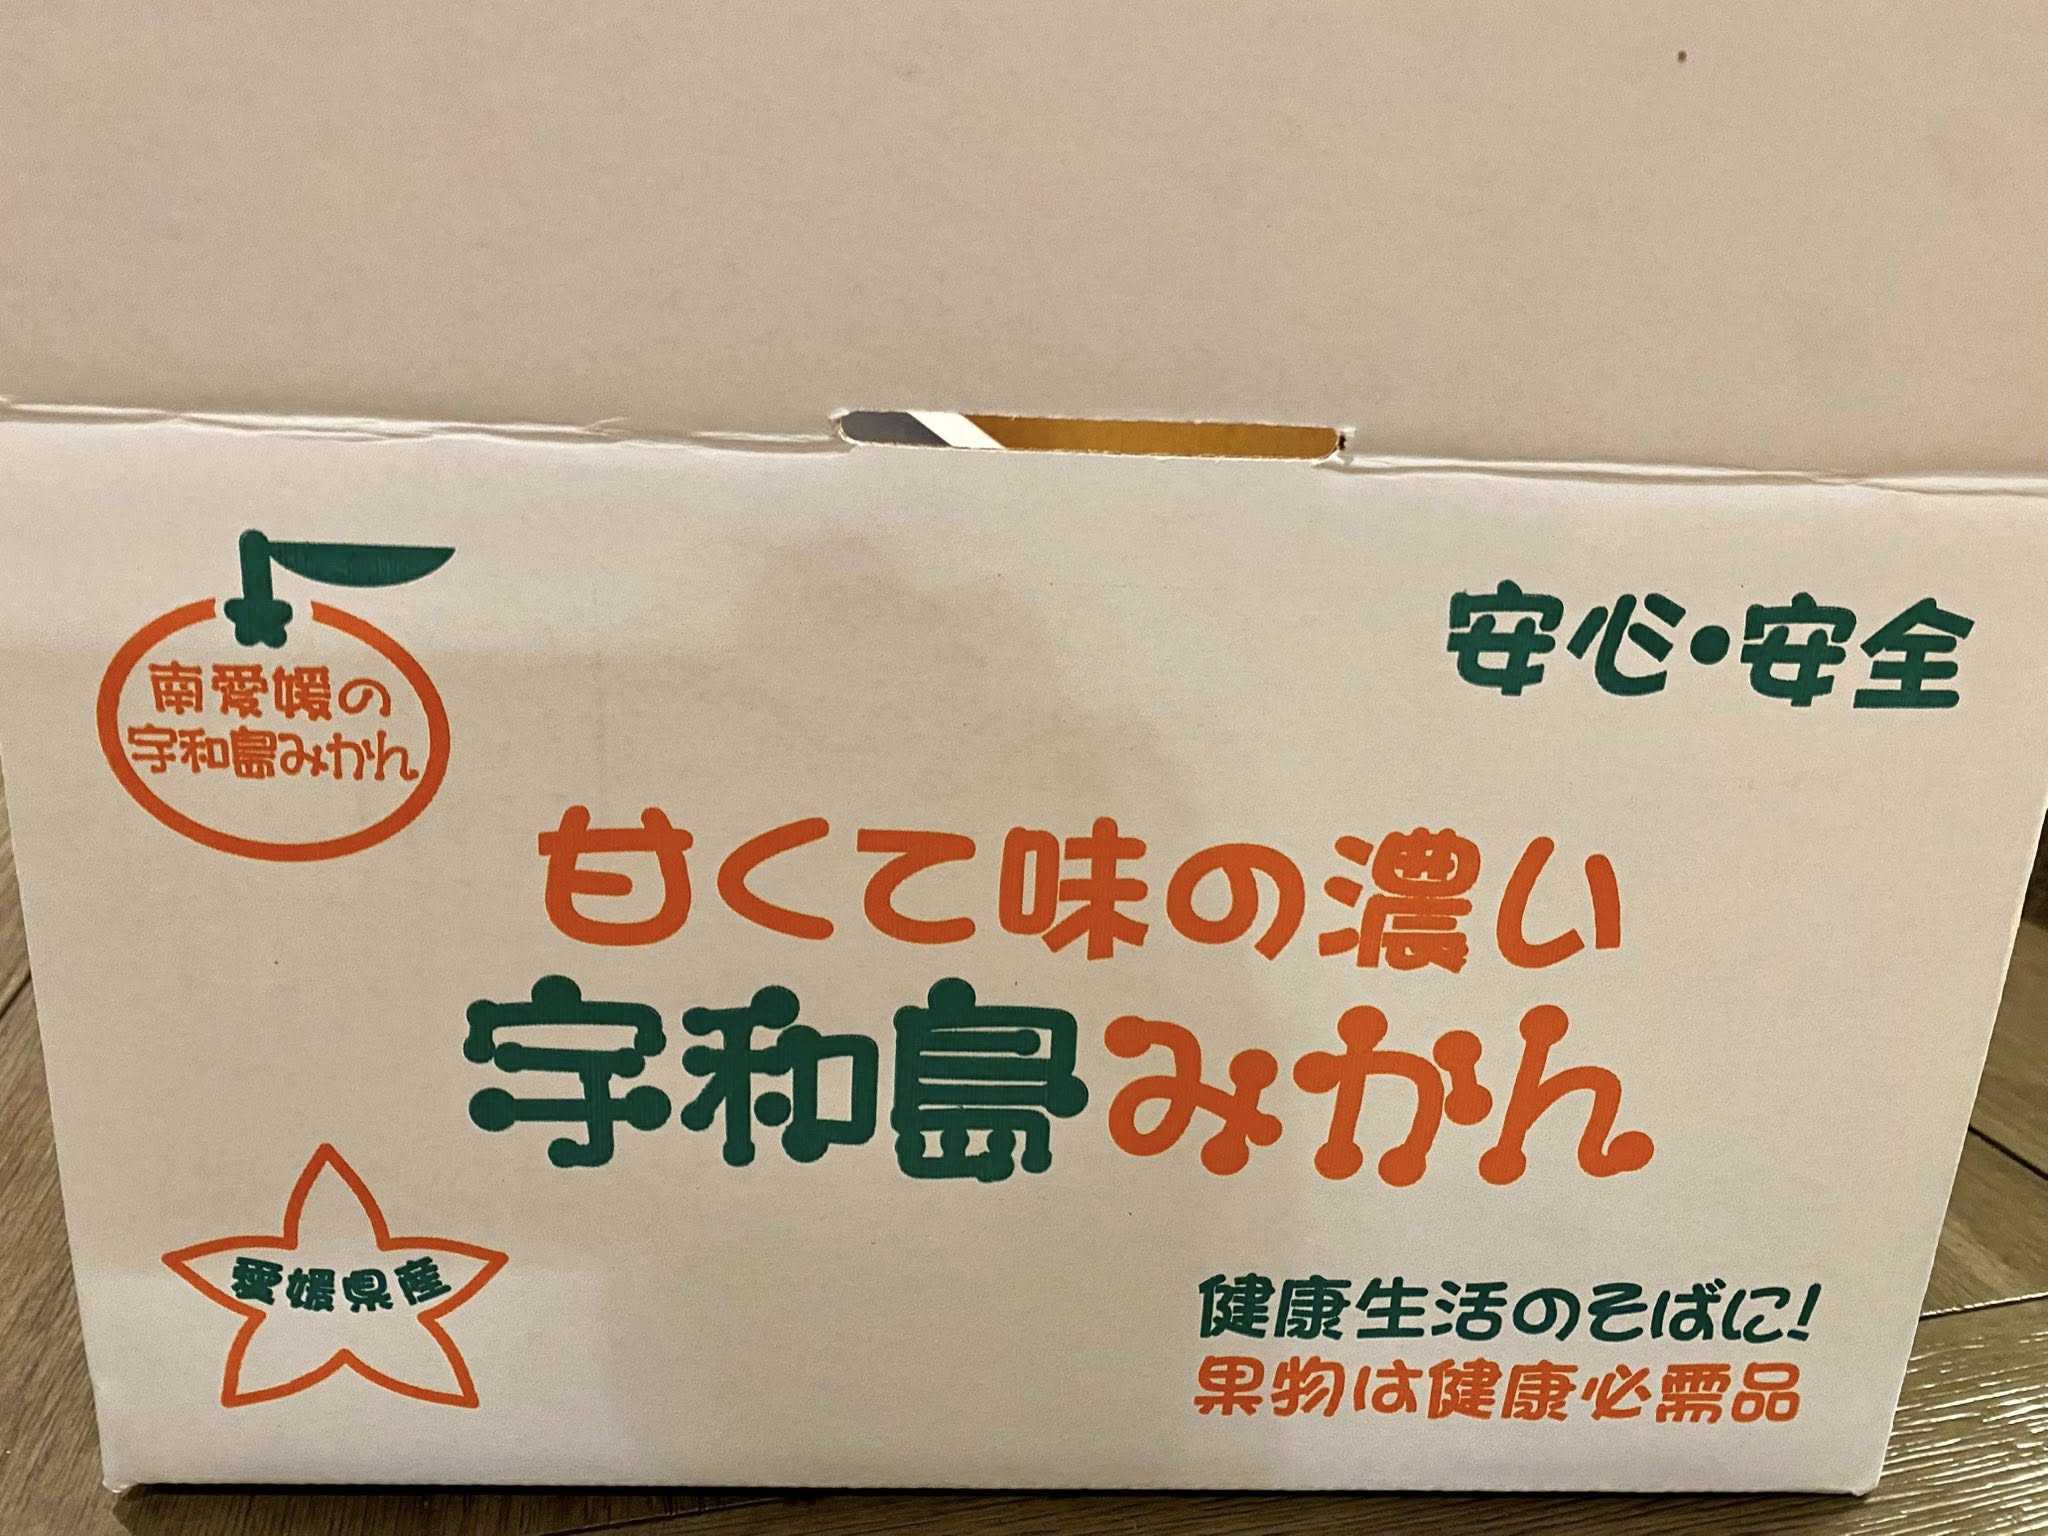 南愛媛の
宇和島みかん
安心・安全
甘くて味の濃い
宇和島みかん
愛媛県産
健康生活のそばに!
果物は健康必需品